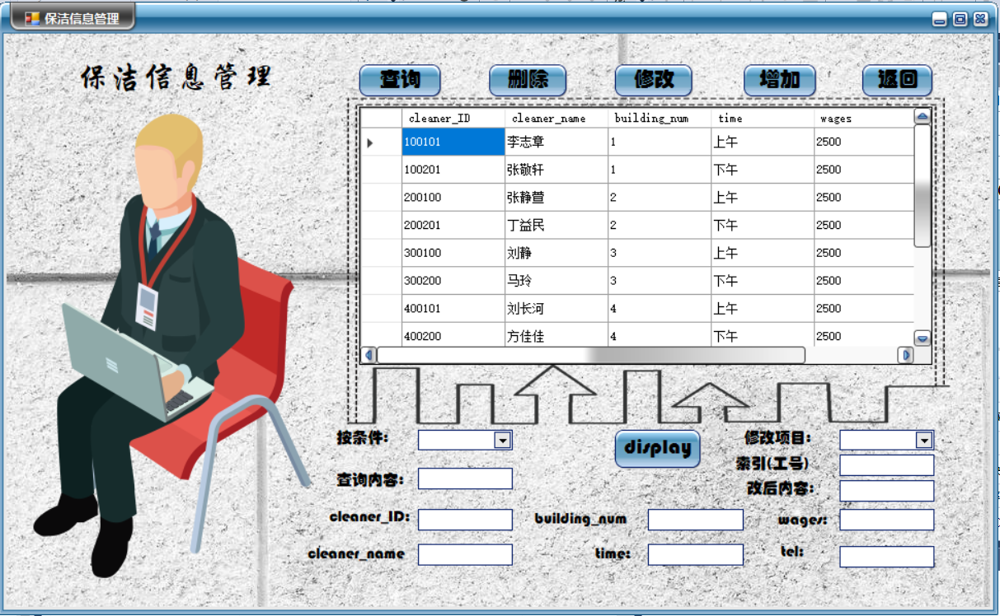 保洁信息管理
保洁信息管理
查询 删除 修改 增加 返回
cleaner_ID cleaner_name building_num time wages
100101 李志章 1 上午 2500
100201 张敬轩 1 下午 2500
200100 张静萱 2 上午 2500
200201 丁益民 2 下午 2500
300100 刘静 3 上午 2500
300200 马玲 3 下午 2500
400101 刘长河 4 上午 2500
400200 方佳佳 4 下午 2500
按条件: display 修改项目:
索引(工号)
查询内容: 改后内容:
cleaner_ID: building_num wages:
cleaner_name time: tel: